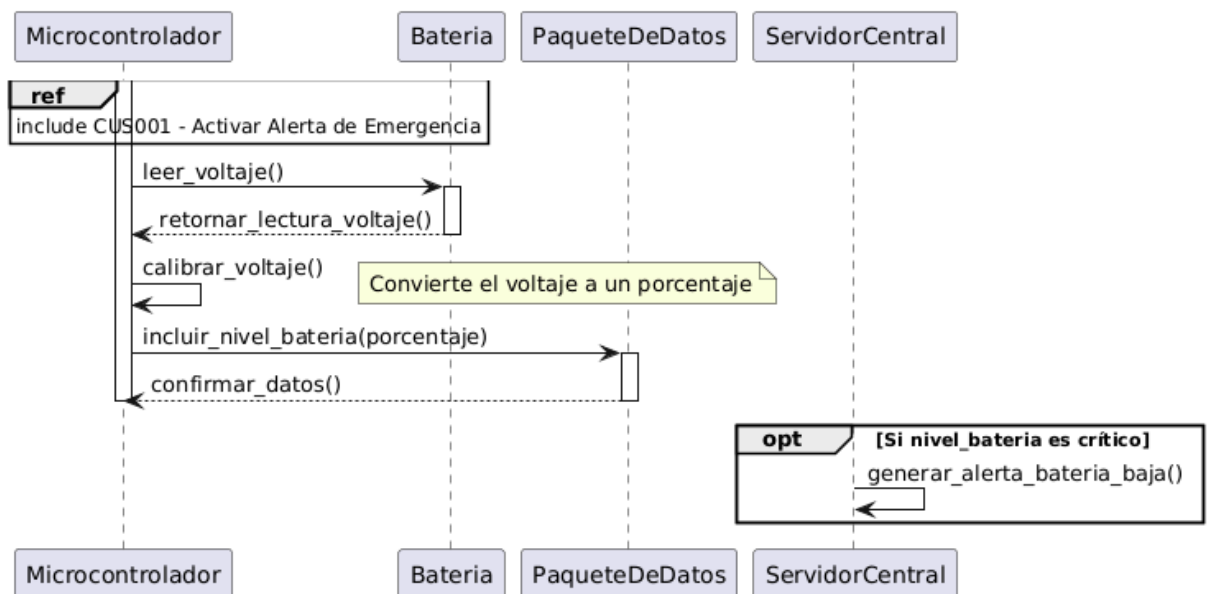 Microcontrolador Bateria PaqueteDeDatos ServidorCentral
ref
include CUS001 - Activar Alerta de Emergencia
leer_voltaje()
retornar_lectura_voltaje()
calibrar_voltaje()
Convierte el voltaje a un porcentaje
incluir_nivel_bateria(porcentaje)
confirmar_datos()
opt [Si nivel_bateria es crítico]
generar_alerta_bateria_baja()
Microcontrolador Bateria PaqueteDeDatos ServidorCentral